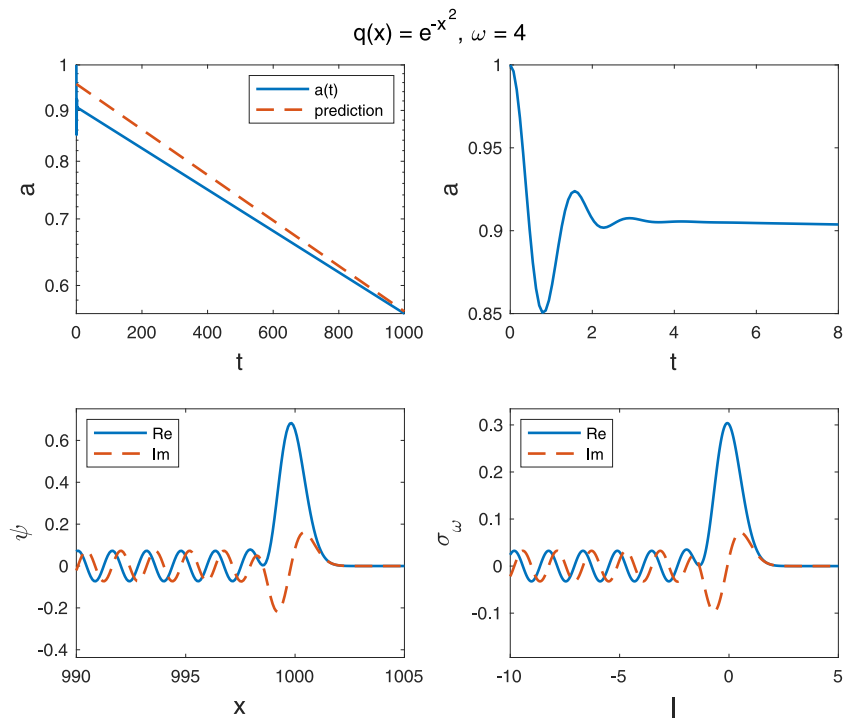 q(x) = e^{-x^2}, ω = 4
1
0.9
0.8
0.7
0.6
a
0 200 400 600 800 1000
t
a(t)
prediction
1
0.95
0.9
0.85
a
0 2 4 6 8
t
0.6
0.4
0.2
0
-0.2
-0.4
ψ
990 995 1000 1005
x
Re
Im
0.3
0.2
0.1
0
-0.1
σ_ω
-10 -5 0 5
l
Re
Im